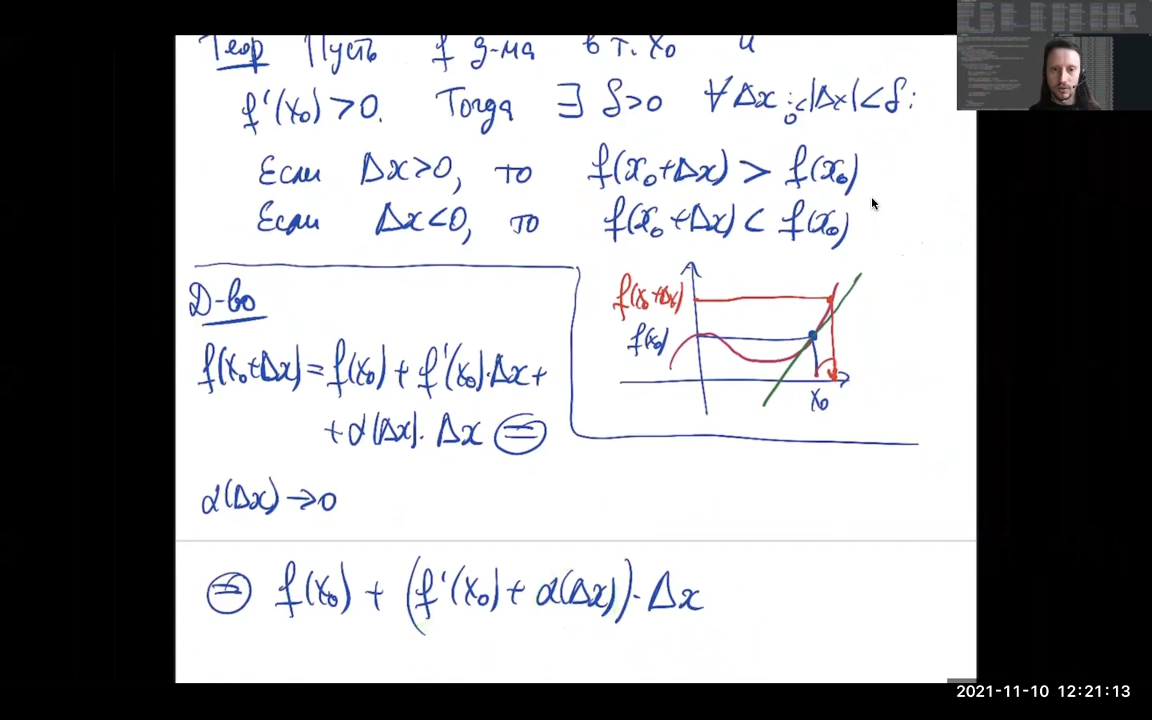 Теор Пусть f д-ма в т. x₀ и
f'(x₀) > 0. Тогда ∃ δ>0 ∀Δx : 0<|Δx|<δ:
Если Δx>0, то f(x₀+Δx) > f(x₀)
Если Δx<0, то f(x₀+Δx) < f(x₀)
Д-во
f(x₀+Δx) = f(x₀) + f'(x₀)·Δx +
+ α(Δx)·Δx =
α(Δx) → 0
f(x₀+Δx)
f(x₀)
x₀
= f(x₀) + (f'(x₀) + α(Δx))·Δx
2021-11-10 12:21:13